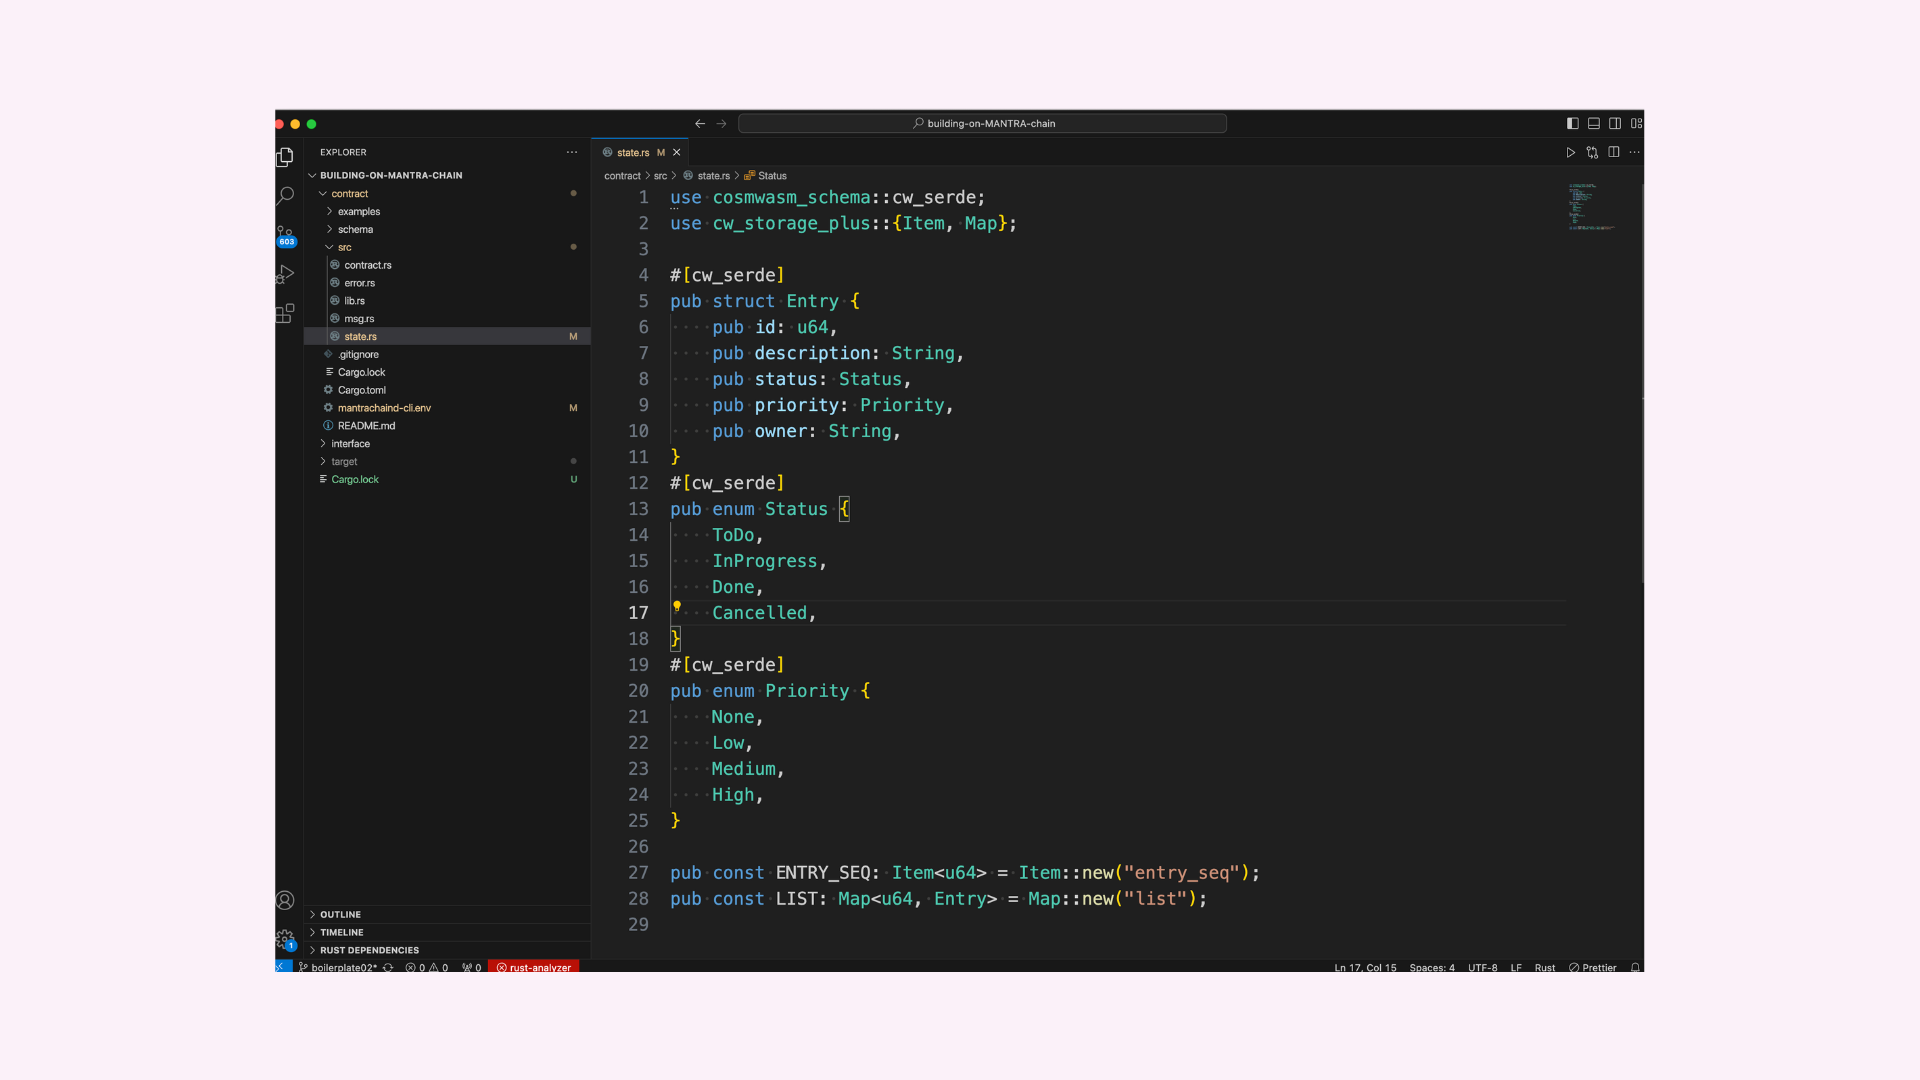 building-on-MANTRA-chain
EXPLORER
BUILDING-ON-MANTRA-CHAIN
contract
examples
schema
src
contract.rs
error.rs
lib.rs
msg.rs
state.rs M
.gitignore
Cargo.lock
Cargo.toml
mantrachaind-cli.env M
README.md
interface
target
Cargo.lock U
603
OUTLINE
TIMELINE
RUST DEPENDENCIES
1
state.rs M
contract > src > state.rs > Status
1 use cosmwasm_schema::cw_serde;
2 use cw_storage_plus::{Item, Map};
3
4 #[cw_serde]
5 pub struct Entry {
6 pub id: u64,
7 pub description: String,
8 pub status: Status,
9 pub priority: Priority,
10 pub owner: String,
11 }
12 #[cw_serde]
13 pub enum Status {
14 ToDo,
15 InProgress,
16 Done,
17 Cancelled,
18 }
19 #[cw_serde]
20 pub enum Priority {
21 None,
22 Low,
23 Medium,
24 High,
25 }
26
27 pub const ENTRY_SEQ: Item<u64> = Item::new("entry_seq");
28 pub const LIST: Map<u64, Entry> = Map::new("list");
29
boilerplate02* 0 0 0 rust-analyzer Ln 17, Col 15 Spaces: 4 UTF-8 LF Rust Prettier